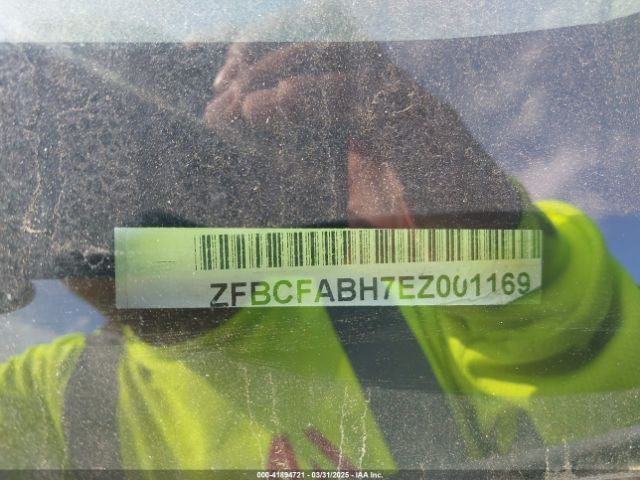 ZFBCFABH7EZ001169
000-41894721 - 03/31/2025 - IAA Inc.